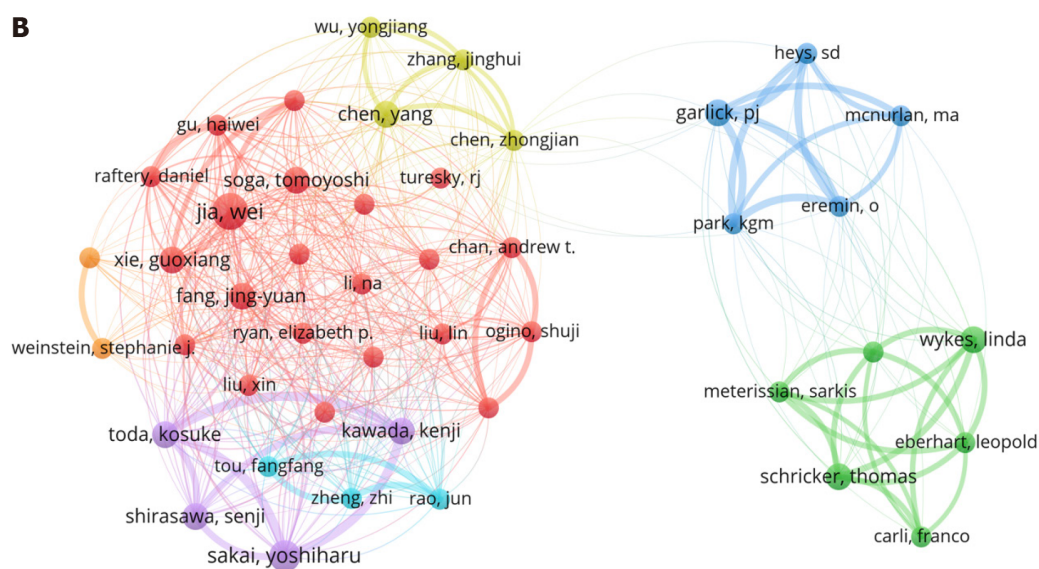 B
wu, yongjiang
heys, sd
zhang, jinghui
garlick, pj
chen, yang
mcnurlan, ma
gu, haiwei
chen, zhongjian
raftery, daniel
soga, tomoyoshi
turesky, rj
jia, wei
eremin, o
park, kgm
chan, andrew t.
xie, guoxiang
li, na
fang, jing-yuan
ryan, elizabeth p.
liu, lin
ogino, shuji
wykes, linda
weinstein, stephanie j.
liu, xin
meterissian, sarkis
toda, kosuke
kawada, kenji
eberhart, leopold
tou, fangfang
schricker, thomas
zheng, zhi
rao, jun
shirasawa, senji
carli, franco
sakai, yoshiharu